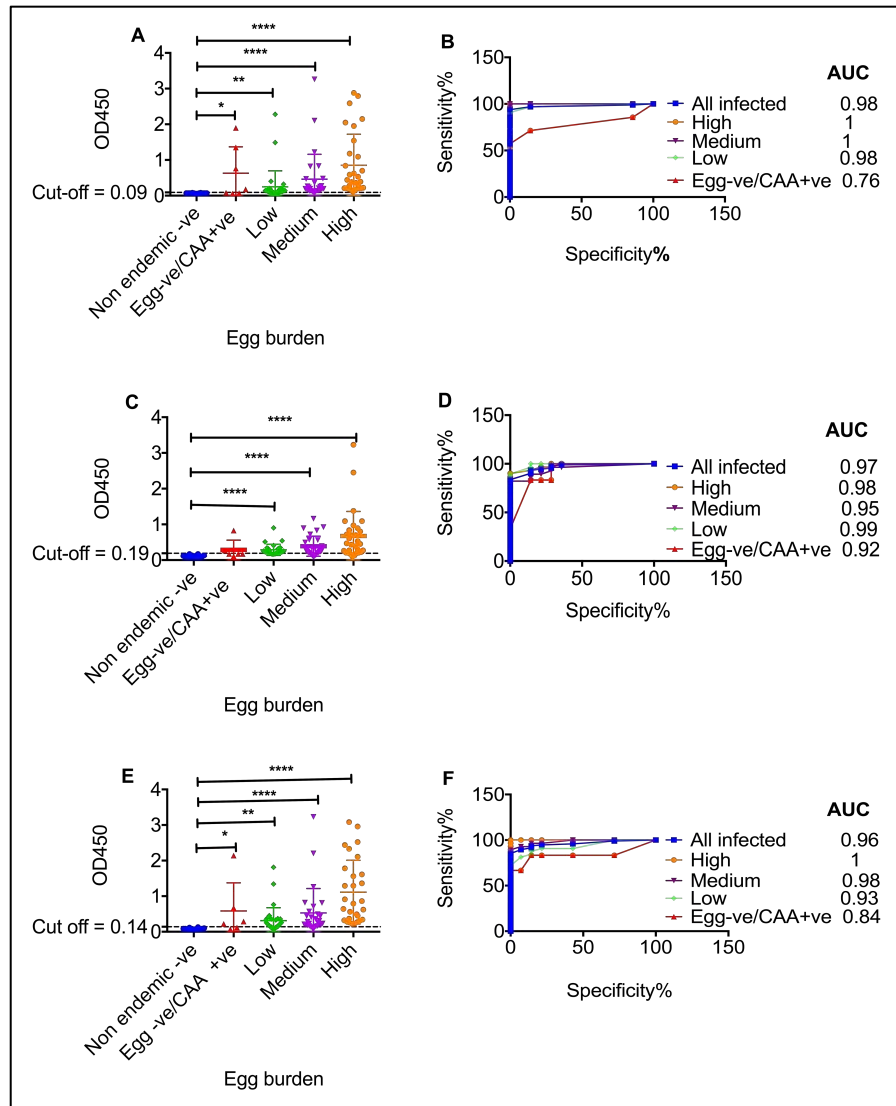 A
OD450
4
3
2
1
0
Cut-off = 0.09
****
****
**
*
Non endemic -ve
Egg-ve/CAA+ve
Low
Medium
High
Egg burden
B
Sensitivity%
150
100
50
0
0
50
100
150
Specificity%
AUC
All infected 0.98
High 1
Medium 1
Low 0.98
Egg-ve/CAA+ve 0.76
C
OD450
4
3
2
1
0
Cut-off = 0.19
****
****
****
Non endemic -ve
Egg-ve/CAA+ve
Low
Medium
High
Egg burden
D
Sensitivity%
150
100
50
0
0
50
100
150
Specificity%
AUC
All infected 0.97
High 0.98
Medium 0.95
Low 0.99
Egg-ve/CAA+ve 0.92
E
OD450
4
3
2
1
0
Cut off = 0.14
****
****
**
*
Non endemic -ve
Egg -ve/CAA +ve
Low
Medium
High
Egg burden
F
Sensitivity%
150
100
50
0
0
50
100
150
Specificity%
AUC
All infected 0.96
High 1
Medium 0.98
Low 0.93
Egg-ve/CAA+ve 0.84